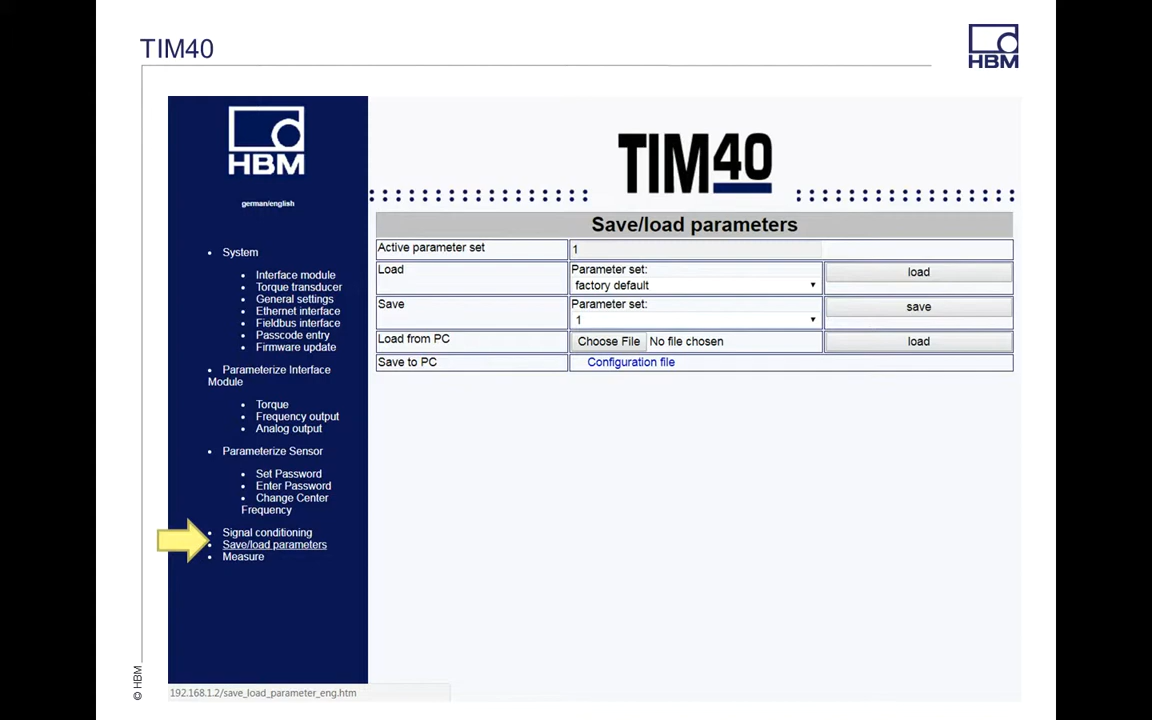 TIM40
HBM
HBM
german/english
System
Interface module
Torque transducer
General settings
Ethernet interface
Fieldbus interface
Passcode entry
Firmware update
Parameterize Interface
Module
Torque
Frequency output
Analog output
Parameterize Sensor
Set Password
Enter Password
Change Center
Frequency
Signal conditioning
Save/load parameters
Measure
TIM40
Save/load parameters
Active parameter set 1
Load Parameter set: load
factory default
Save Parameter set: save
1
Load from PC Choose File No file chosen load
Save to PC Configuration file
192.168.1.2/save_load_parameter_eng.htm
© HBM